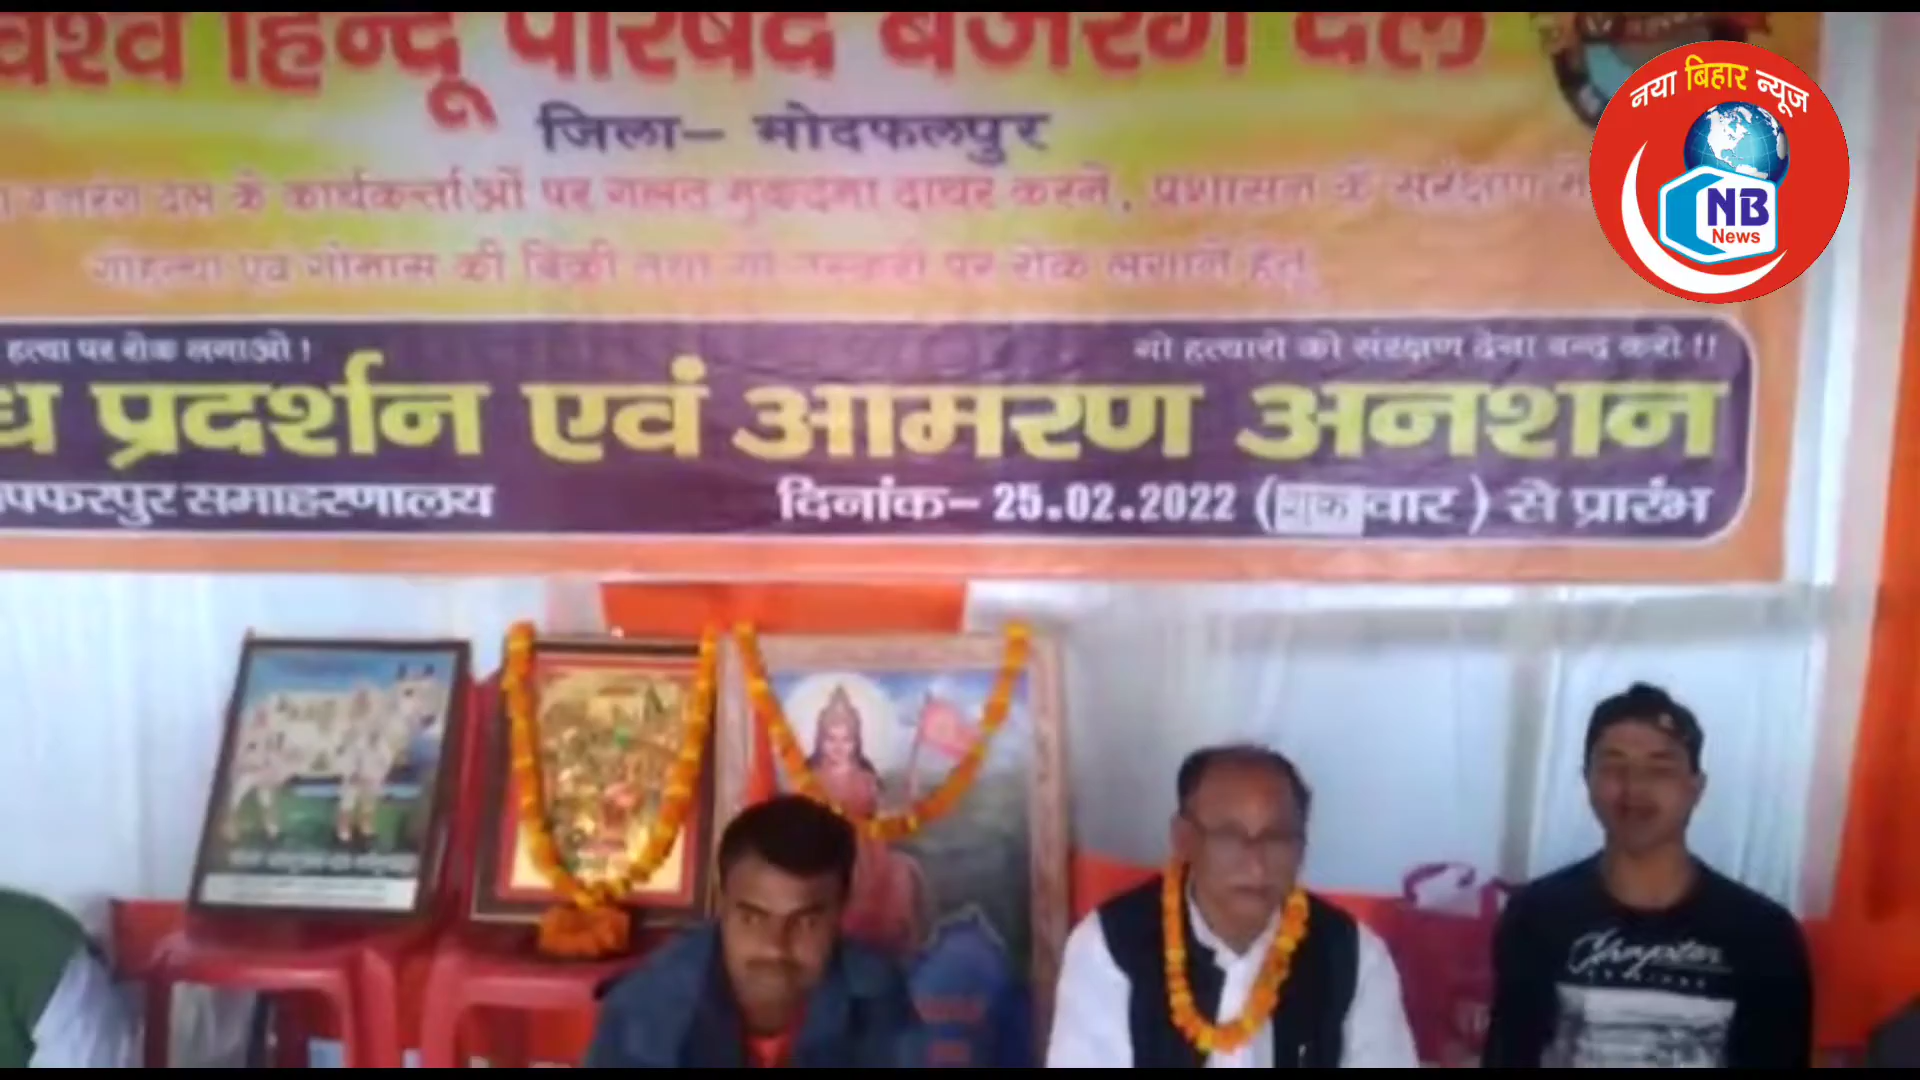 हिन्दू परिषद बजरंग दल
जिला- मोदफलपुर
बजरंग दल के कार्यकर्त्ताओं पर गलत मुकदमा दायर करने, प्रशासन के संरक्षण में
गोहत्या एवं गोमांस की बिक्री तथा गो तस्करी पर रोक लगाने हेतु
हत्या पर रोक लगाओ !
गो हत्यारों को संरक्षण देना बन्द करो !!
ध प्रदर्शन एवं आमरण अनशन
फ्फरपुर समाहरणालय
दिनांक- 25.02.2022 (शुक्रवार) से प्रारंभ
नया बिहार न्यूज
NB
News
Chapter